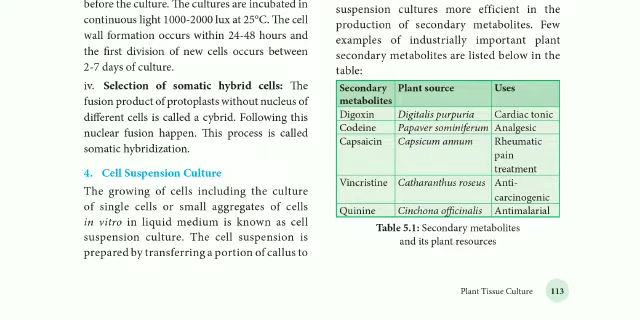 before the culture. The cultures are incubated in
continuous light 1000-2000 lux at 25°C. The cell
wall formation occurs within 24-48 hours and
the first division of new cells occurs between
2-7 days of culture.
iv. Selection of somatic hybrid cells: The
fusion product of protoplasts without nucleus of
different cells is called a cybrid. Following this
nuclear fusion happen. This process is called
somatic hybridization.
4. Cell Suspension Culture
The growing of cells including the culture
of single cells or small aggregates of cells
in vitro in liquid medium is known as cell
suspension culture. The cell suspension is
prepared by transferring a portion of callus to
suspension cultures more efficient in the
production of secondary metabolites. Few
examples of industrially important plant
secondary metabolites are listed below in the
table:
Secondary Plant source Uses
metabolites
Digoxin Digitalis purpuria Cardiac tonic
Codeine Papaver sominiferum Analgesic
Capsaicin Capsicum annum Rheumatic
pain
treatment
Vincristine Catharanthus roseus Anti-
carcinogenic
Quinine Cinchona officinalis Antimalarial
Table 5.1: Secondary metabolites
and its plant resources
Plant Tissue Culture 113